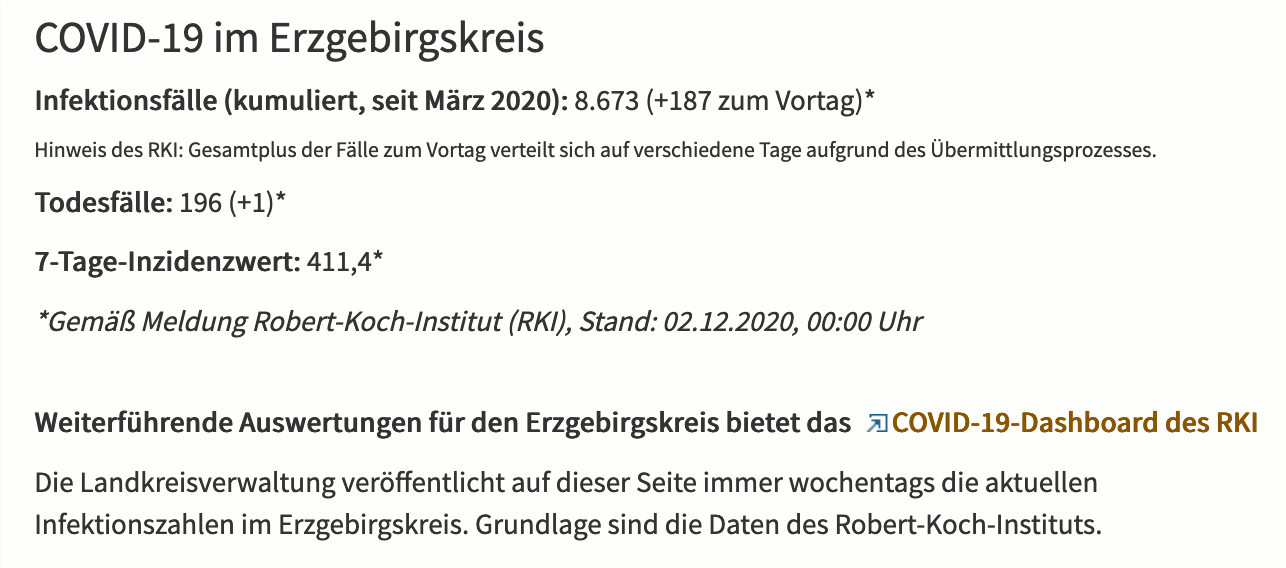 COVID-19 im Erzgebirgskreis
Infektionsfälle (kumuliert, seit März 2020): 8.673 (+187 zum Vortag)*
Hinweis des RKI: Gesamtplus der Fälle zum Vortag verteilt sich auf verschiedene Tage aufgrund des Übermittlungsprozesses.
Todesfälle: 196 (+1)*
7-Tage-Inzidenzwert: 411,4*
*Gemäß Meldung Robert-Koch-Institut (RKI), Stand: 02.12.2020, 00:00 Uhr
Weiterführende Auswertungen für den Erzgebirgskreis bietet das COVID-19-Dashboard des RKI
Die Landkreisverwaltung veröffentlicht auf dieser Seite immer wochentags die aktuellen
Infektionszahlen im Erzgebirgskreis. Grundlage sind die Daten des Robert-Koch-Instituts.